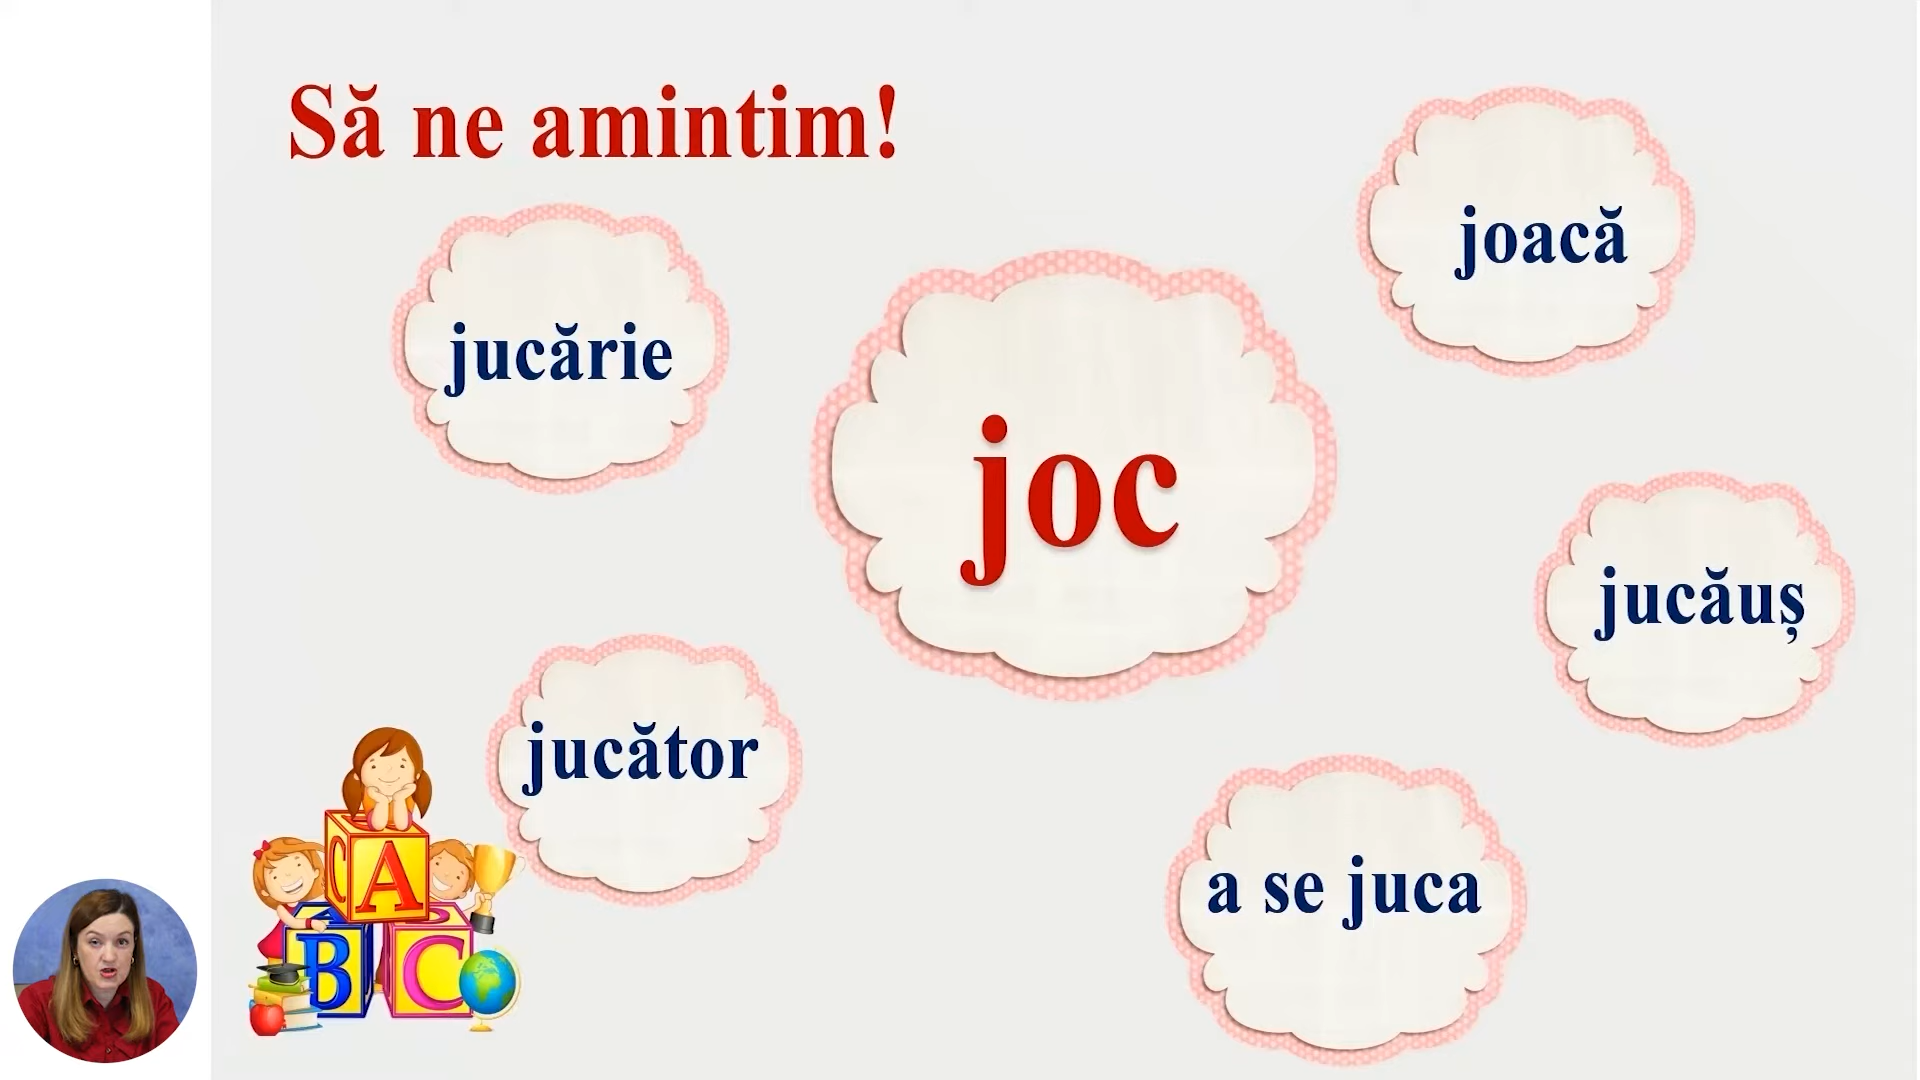 Să ne amintim!
joacă
jucărie
joc
jucăuș
jucător
a se juca
C A
B C